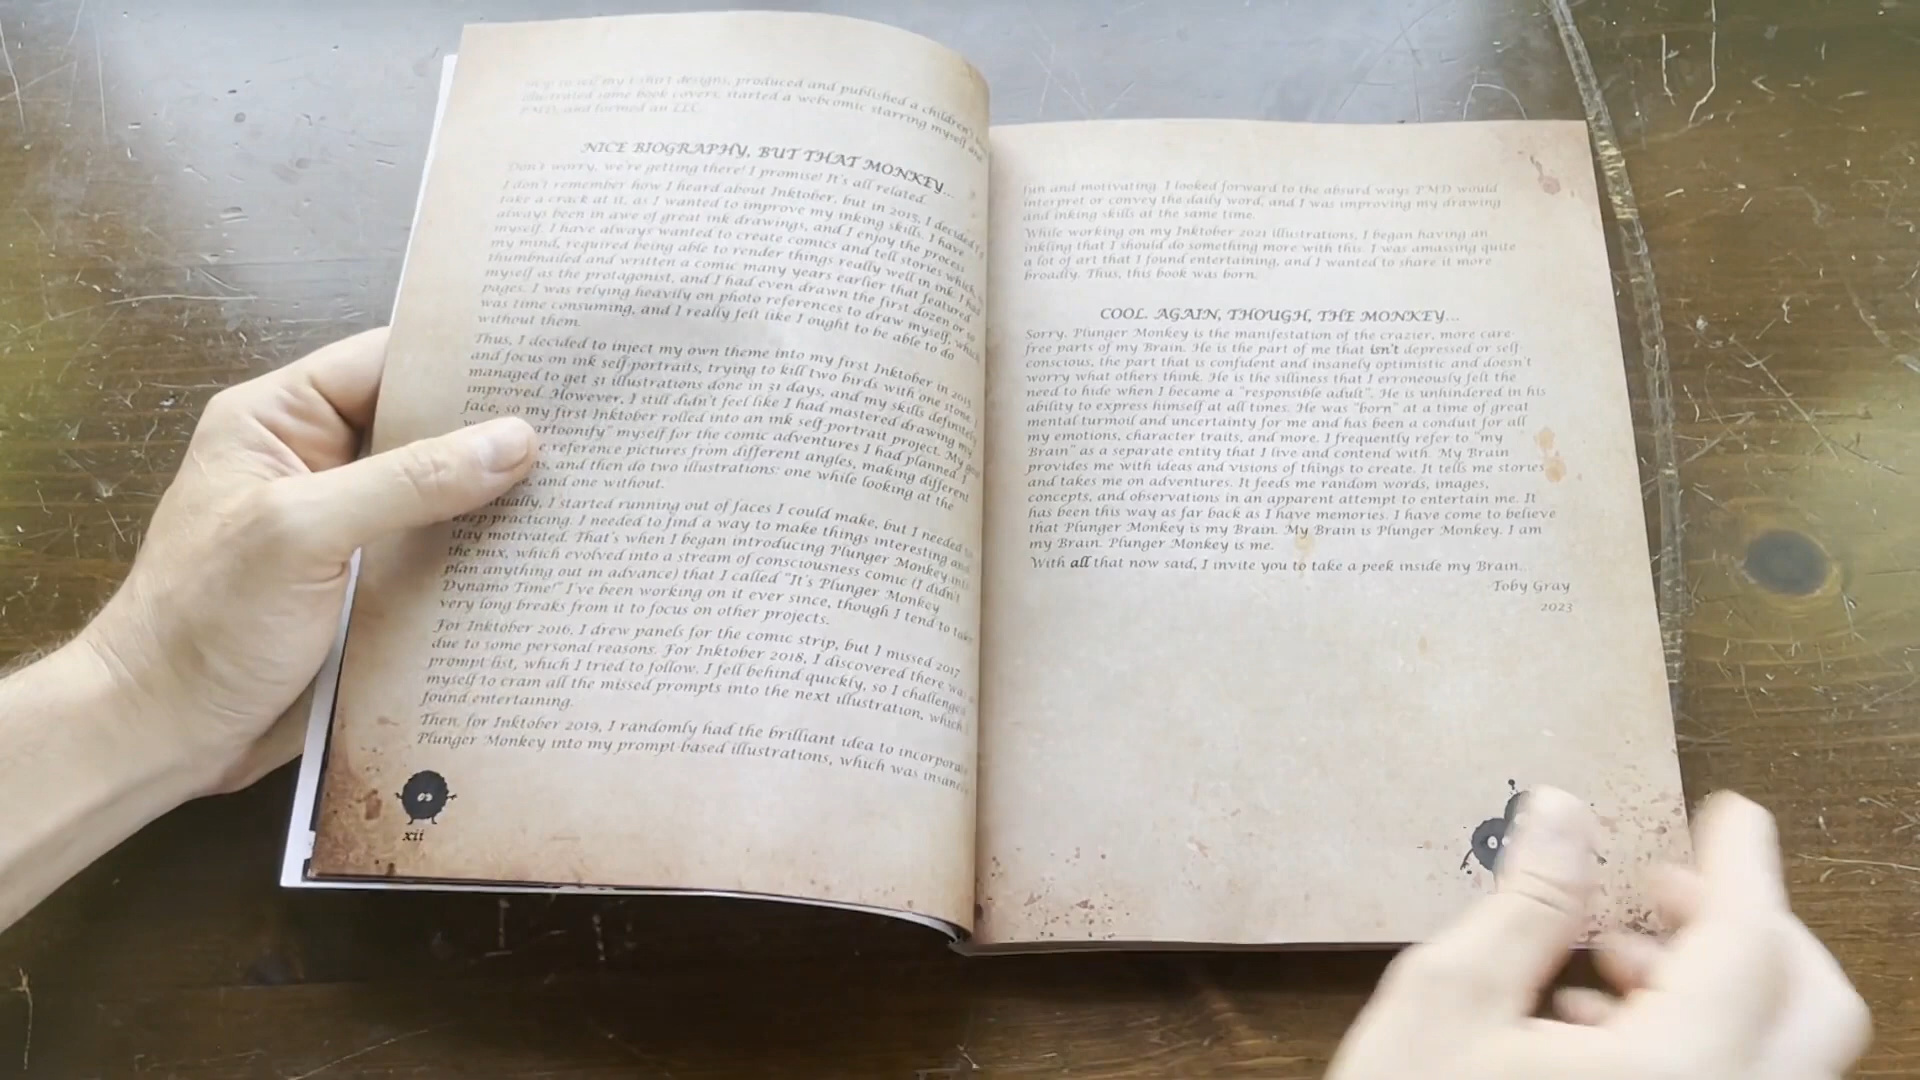 my t-shirt designs, produced and published a children's
illustrated some book covers, started a webcomic starring myself and
PMD, and formed an LLC.
NICE BIOGRAPHY, BUT THAT MONKEY...
Don't worry, we're getting there! I promise! It's all related.
I don't remember how I heard about Inktober, but in 2015, I decided to
take a crack at it, as I wanted to improve my inking skills. I have
always been in awe of great ink drawings, and I enjoy the process
myself. I have always wanted to create comics and tell stories which, in
my mind, required being able to render things really well in ink. I had
thumbnailed and written a comic many years earlier that featured
myself as the protagonist, and I had even drawn the first dozen or so
pages. I was relying heavily on photo references to draw myself, which
was time consuming, and I really felt like I ought to be able to do
without them.
Thus, I decided to inject my own theme into my first Inktober in 2015
and focus on ink self-portraits, trying to kill two birds with one stone. I
managed to get 31 illustrations done in 31 days, and my skills definitely
improved. However, I still didn't feel like I had mastered drawing my
face, so my first Inktober rolled into an ink self-portrait project. My goal
artoonify" myself for the comic adventures I had planned. I
reference pictures from different angles, making different
and then do two illustrations: one while looking at the
and one without.
tually, I started running out of faces I could make, but I needed to
keep practicing. I needed to find a way to make things interesting and
stay motivated. That's when I began introducing Plunger Monkey into
the mix, which evolved into a stream of consciousness comic (I didn't
plan anything out in advance) that I called "It's Plunger Monkey
Dynamo Time!" I've been working on it ever since, though I tend to take
very long breaks from it to focus on other projects.
For Inktober 2016, I drew panels for the comic strip, but I missed 2017
due to some personal reasons. For Inktober 2018, I discovered there was a
prompt list, which I tried to follow. I fell behind quickly, so I challenged
myself to cram all the missed prompts into the next illustration, which I
found entertaining.
Then, for Inktober 2019, I randomly had the brilliant idea to incorporate
Plunger Monkey into my prompt-based illustrations, which was insanely
xii
fun and motivating. I looked forward to the absurd ways PMD would
interpret or convey the daily word, and I was improving my drawing
and inking skills at the same time.
While working on my Inktober 2021 illustrations, I began having an
inkling that I should do something more with this. I was amassing quite
a lot of art that I found entertaining, and I wanted to share it more
broadly. Thus, this book was born.
COOL. AGAIN, THOUGH, THE MONKEY...
Sorry. Plunger Monkey is the manifestation of the crazier, more care-
free parts of my Brain. He is the part of me that isn't depressed or self-
conscious, the part that is confident and insanely optimistic and doesn't
worry what others think. He is the silliness that I erroneously felt the
need to hide when I became a "responsible adult". He is unhindered in his
ability to express himself at all times. He was "born" at a time of great
mental turmoil and uncertainty for me and has been a conduit for all
my emotions, character traits, and more. I frequently refer to "my
Brain" as a separate entity that I live and contend with. My Brain
provides me with ideas and visions of things to create. It tells me stories
and takes me on adventures. It feeds me random words, images,
concepts, and observations in an apparent attempt to entertain me. It
has been this way as far back as I have memories. I have come to believe
that Plunger Monkey is my Brain. My Brain is Plunger Monkey. I am
my Brain. Plunger Monkey is me.
With all that now said, I invite you to take a peek inside my Brain...
-Toby Gray
2023